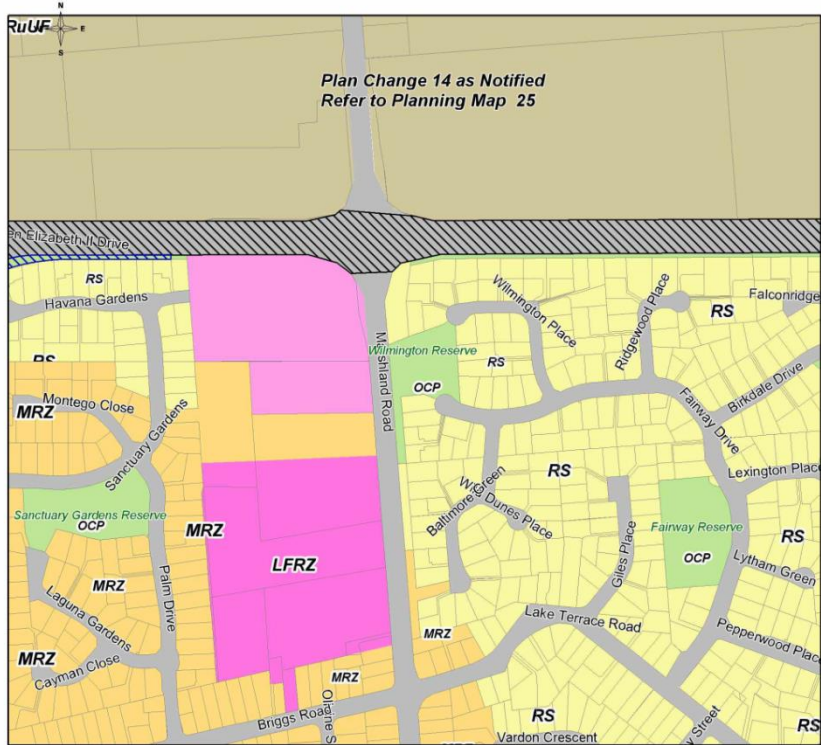 N
RuUF
E
S
Plan Change 14 as Notified
Refer to Planning Map 25
Elizabeth II Drive
RS
Havana Gardens
Wilmington Place
Ridgewood Place
Falconridge
RS
RS
Wilmington Reserve
RS
OCP
Marshland Road
Birkdale Drive
MRZ
Montego Close
Sanctuary Gardens
Fairway Drive
Lexington Place
RS
Baltimore Green
Dunes Place
Sanctuary Gardens Reserve
OCP
MRZ
Giles Place
Fairway Reserve
OCP
RS
Lytham Green
LFRZ
MRZ
Palm Drive
Laguna Gardens
Lake Terrace Road
MRZ
Pepperwood Place
MRZ
Cayman Close
MRZ
Briggs Road
RS
Vardon Crescent
Street
RS
MRZ